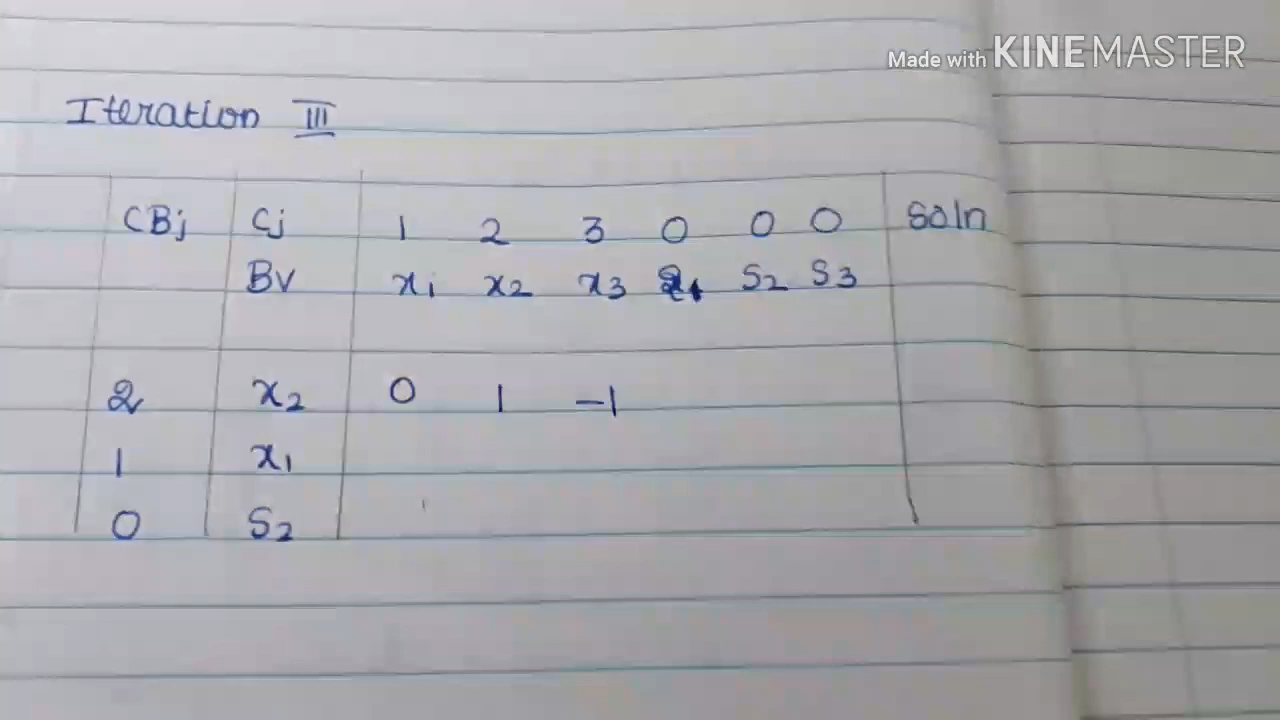 Made with KINEMASTER
Iteration III
CBj Cj 1 2 3 0 0 0 Soln
BV x1 x2 x3 S2 S3
2 x2 0 1 -1
1 x1
0 S2